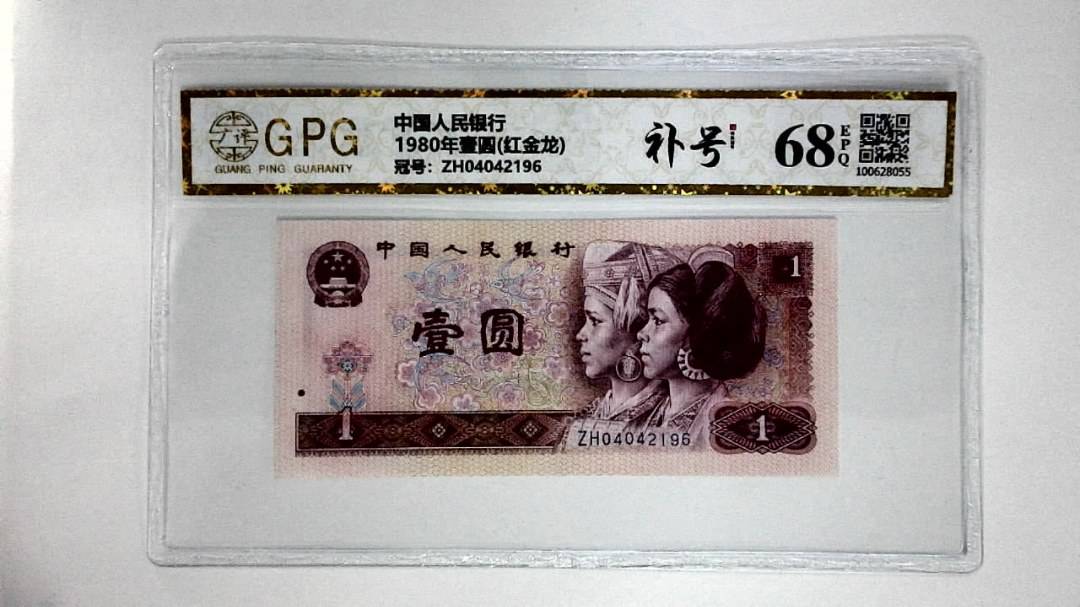 GPG
GUANG PING GUARANTY
中国人民银行
1980年壹圆(红金龙)
冠号：ZH04042196
补号
68
EPQ
100628055
中国人民银行
1
壹圆
1
ZH04042196
1